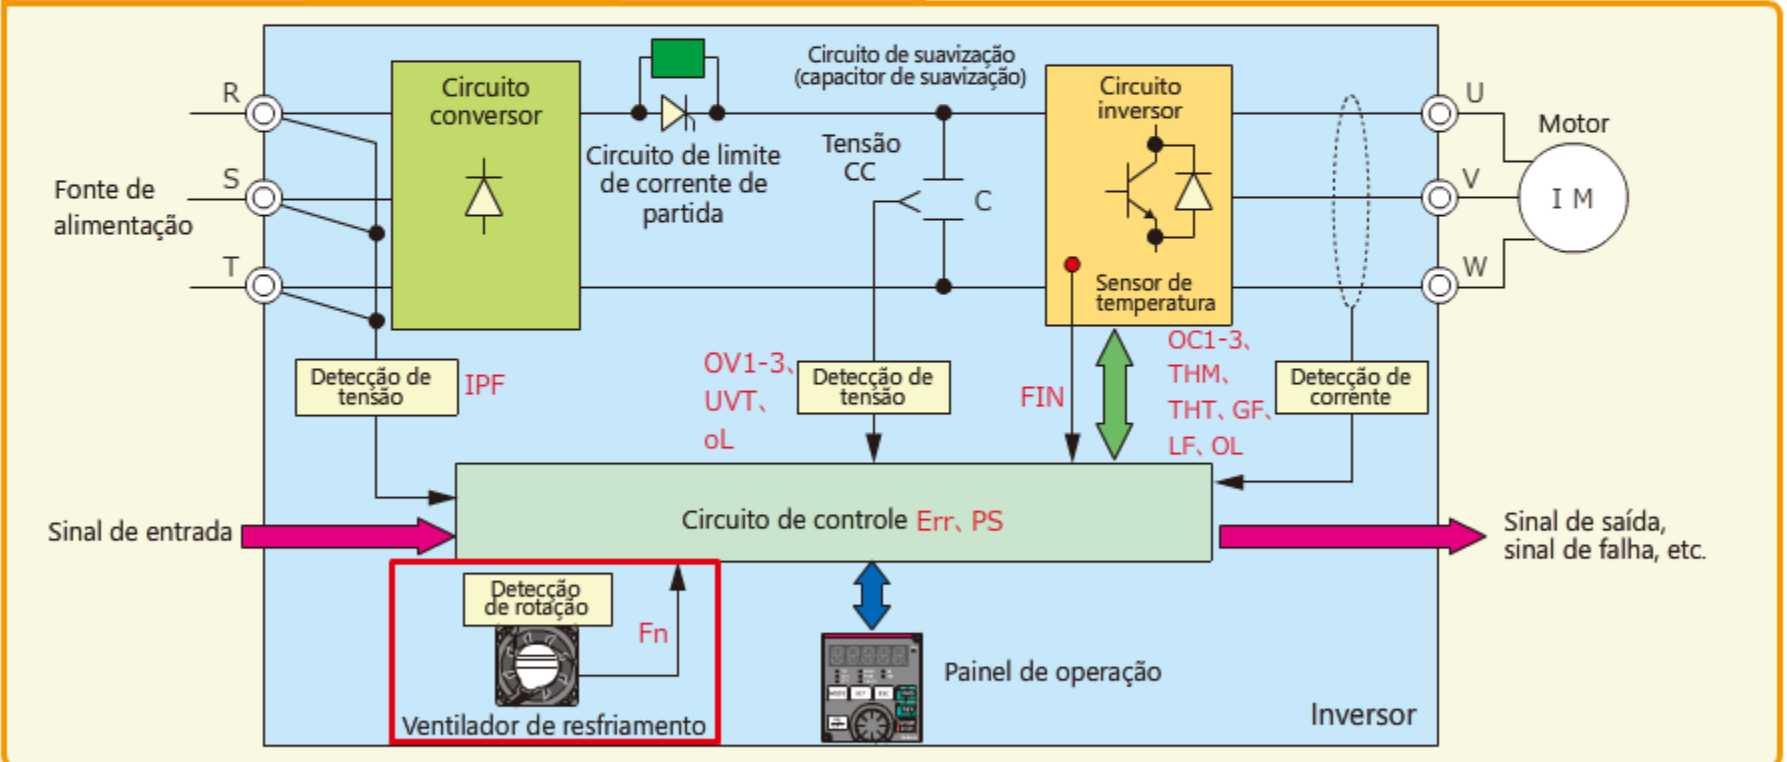 Circuito de suavização
(capacitor de suavização)
Circuito
conversor
Circuito
inversor
R
U
Motor
Tensão
CC
Circuito de limite
de corrente de
partida
Fonte de
alimentação
S
C
V
I M
T
W
Sensor de
temperatura
OC1-3、
THM、
THT、GF、
LF、OL
Detecção de
tensão
IPF
OV1-3、
UVT、
oL
Detecção de
tensão
FIN
Detecção de
corrente
Sinal de entrada
Circuito de controle Err、PS
Sinal de saída,
sinal de falha, etc.
Detecção
de rotação
Fn
Ventilador de resfriamento
Painel de operação
Inversor